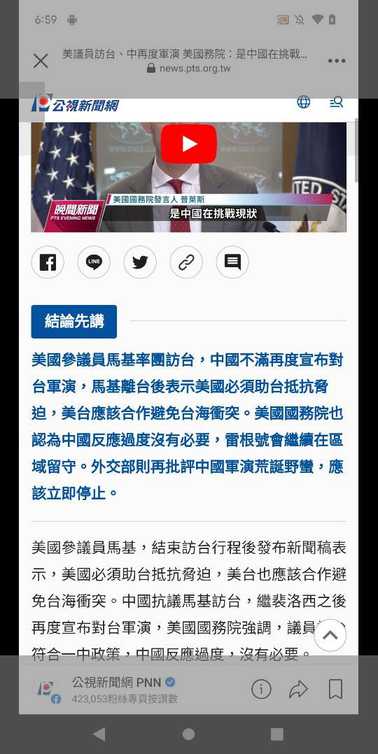 6:59
美議員訪台、中再度軍演 美國務院：是中國在挑戰...
news.pts.org.tw
公視新聞網
晚間新聞
PTS EVENING NEWS
美國國務院發言人 普萊斯
是中國在挑戰現狀
LINE
結論先講
美國參議員馬基率團訪台，中國不滿再度宣布對
台軍演，馬基離台後表示美國必須助台抵抗脅
迫，美台應該合作避免台海衝突。美國國務院也
認為中國反應過度沒有必要，雷根號會繼續在區
域留守。外交部則再批評中國軍演荒誕野蠻，應
該立即停止。
美國參議員馬基，結束訪台行程後發布新聞稿表
示，美國必須助台抵抗脅迫，美台也應該合作避
免台海衝突。中國抗議馬基訪台，繼裴洛西之後
再度宣布對台軍演，美國國務院強調，議員
符合一中政策，中國反應過度，沒有必要。
公視新聞網 PNN
423,053粉絲專頁按讚數